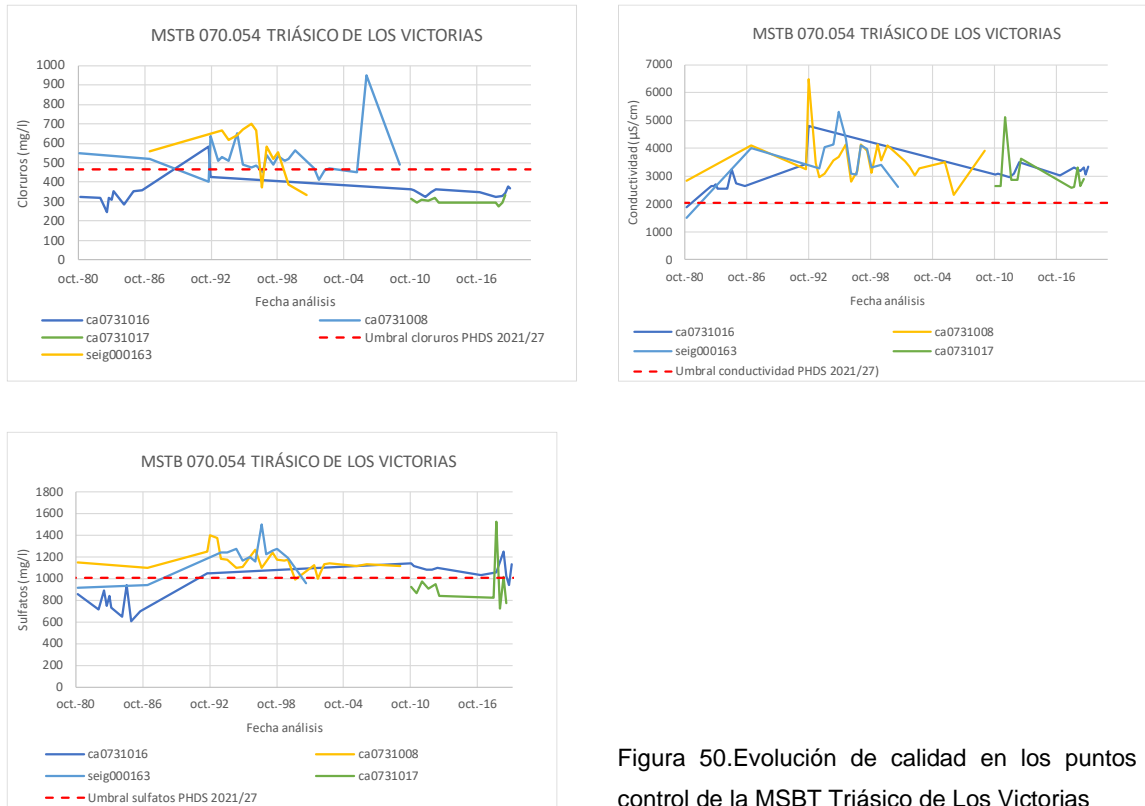 MSTB 070.054 TRIÁSICO DE LOS VICTORIAS
Cloruros (mg/l)
1000
900
800
700
600
500
400
300
200
100
0
oct.-80 oct.-86 oct.-92 oct.-98 oct.-04 oct.-10 oct.-16
Fecha análisis
ca0731016 ca0731008
ca0731017 Umbral cloruros PHDS 2021/27
seig000163
MSTB 070.054 TRIÁSICO DE LOS VICTORIAS
Conductividad(µS/cm)
7000
6000
5000
4000
3000
2000
1000
0
oct.-80 oct.-86 oct.-92 oct.-98 oct.-04 oct.-10 oct.-16
Fecha análisis
ca0731016 ca0731008
seig000163 ca0731017
Umbral conductividad PHDS 2021/27)
MSTB 070.054 TIRÁSICO DE LOS VICTORIAS
Sulfatos (mg/l)
1800
1600
1400
1200
1000
800
600
400
200
0
oct.-80 oct.-86 oct.-92 oct.-98 oct.-04 oct.-10 oct.-16
Fecha análisis
ca0731016 ca0731008
seig000163 ca0731017
Umbral sulfatos PHDS 2021/27
Figura 50.Evolución de calidad en los puntos
control de la MSBT Triásico de Los Victorias